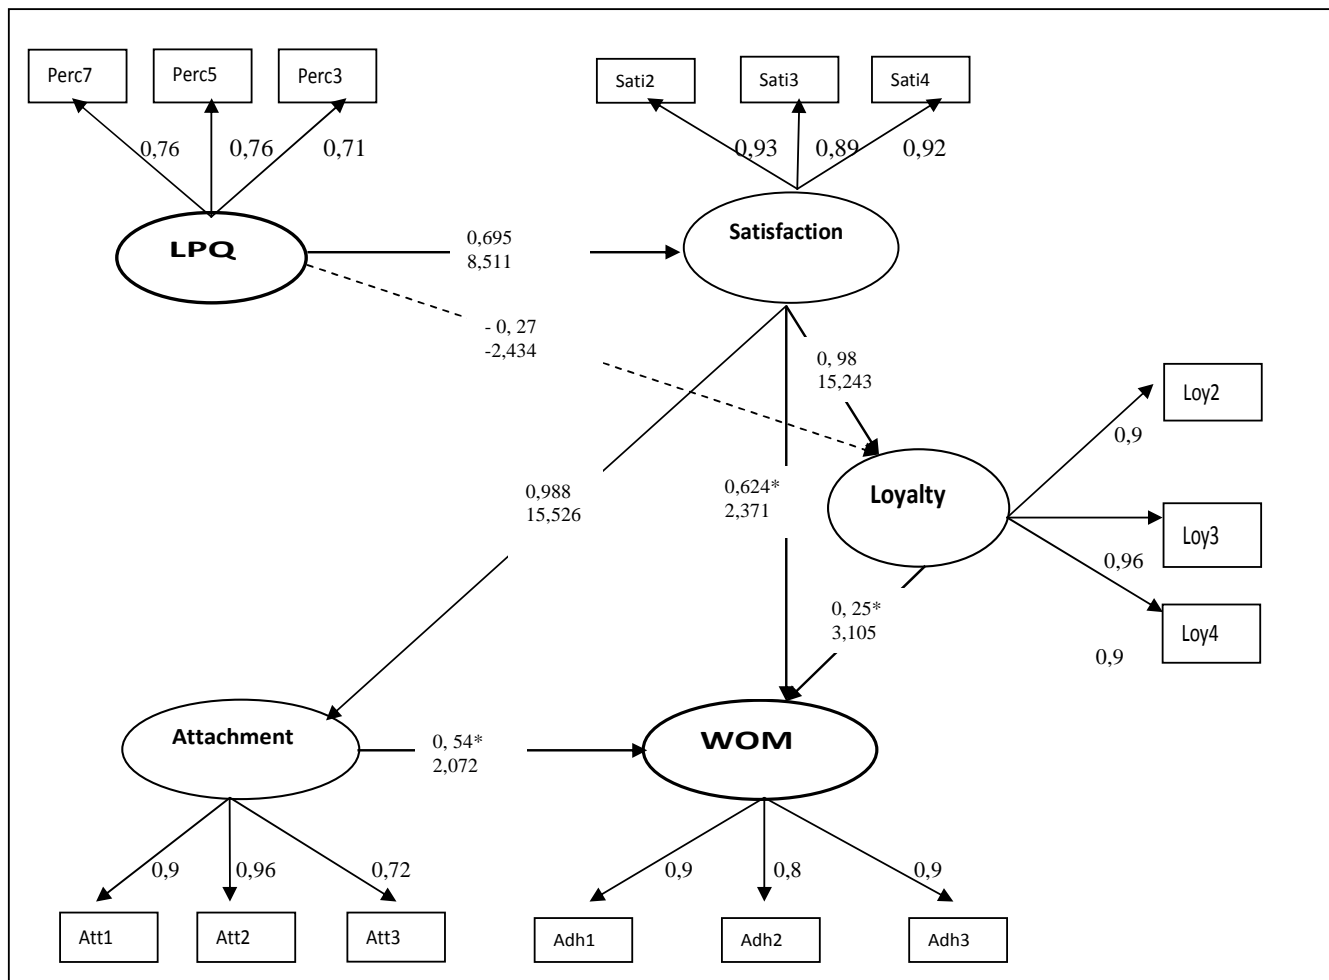 Perc7
Perc5
Perc3
Sati2
Sati3
Sati4
0,76
0,76
0,71
0,93
0,89
0,92
LPQ
Satisfaction
0,695
8,511
- 0, 27
-2,434
0, 98
15,243
Loy2
0,9
0,988
15,526
0,624*
2,371
Loyalty
Loy3
0,96
0, 25*
3,105
Loy4
0,9
Attachment
0, 54*
2,072
WOM
0,9
0,96
0,72
0,9
0,8
0,9
Att1
Att2
Att3
Adh1
Adh2
Adh3